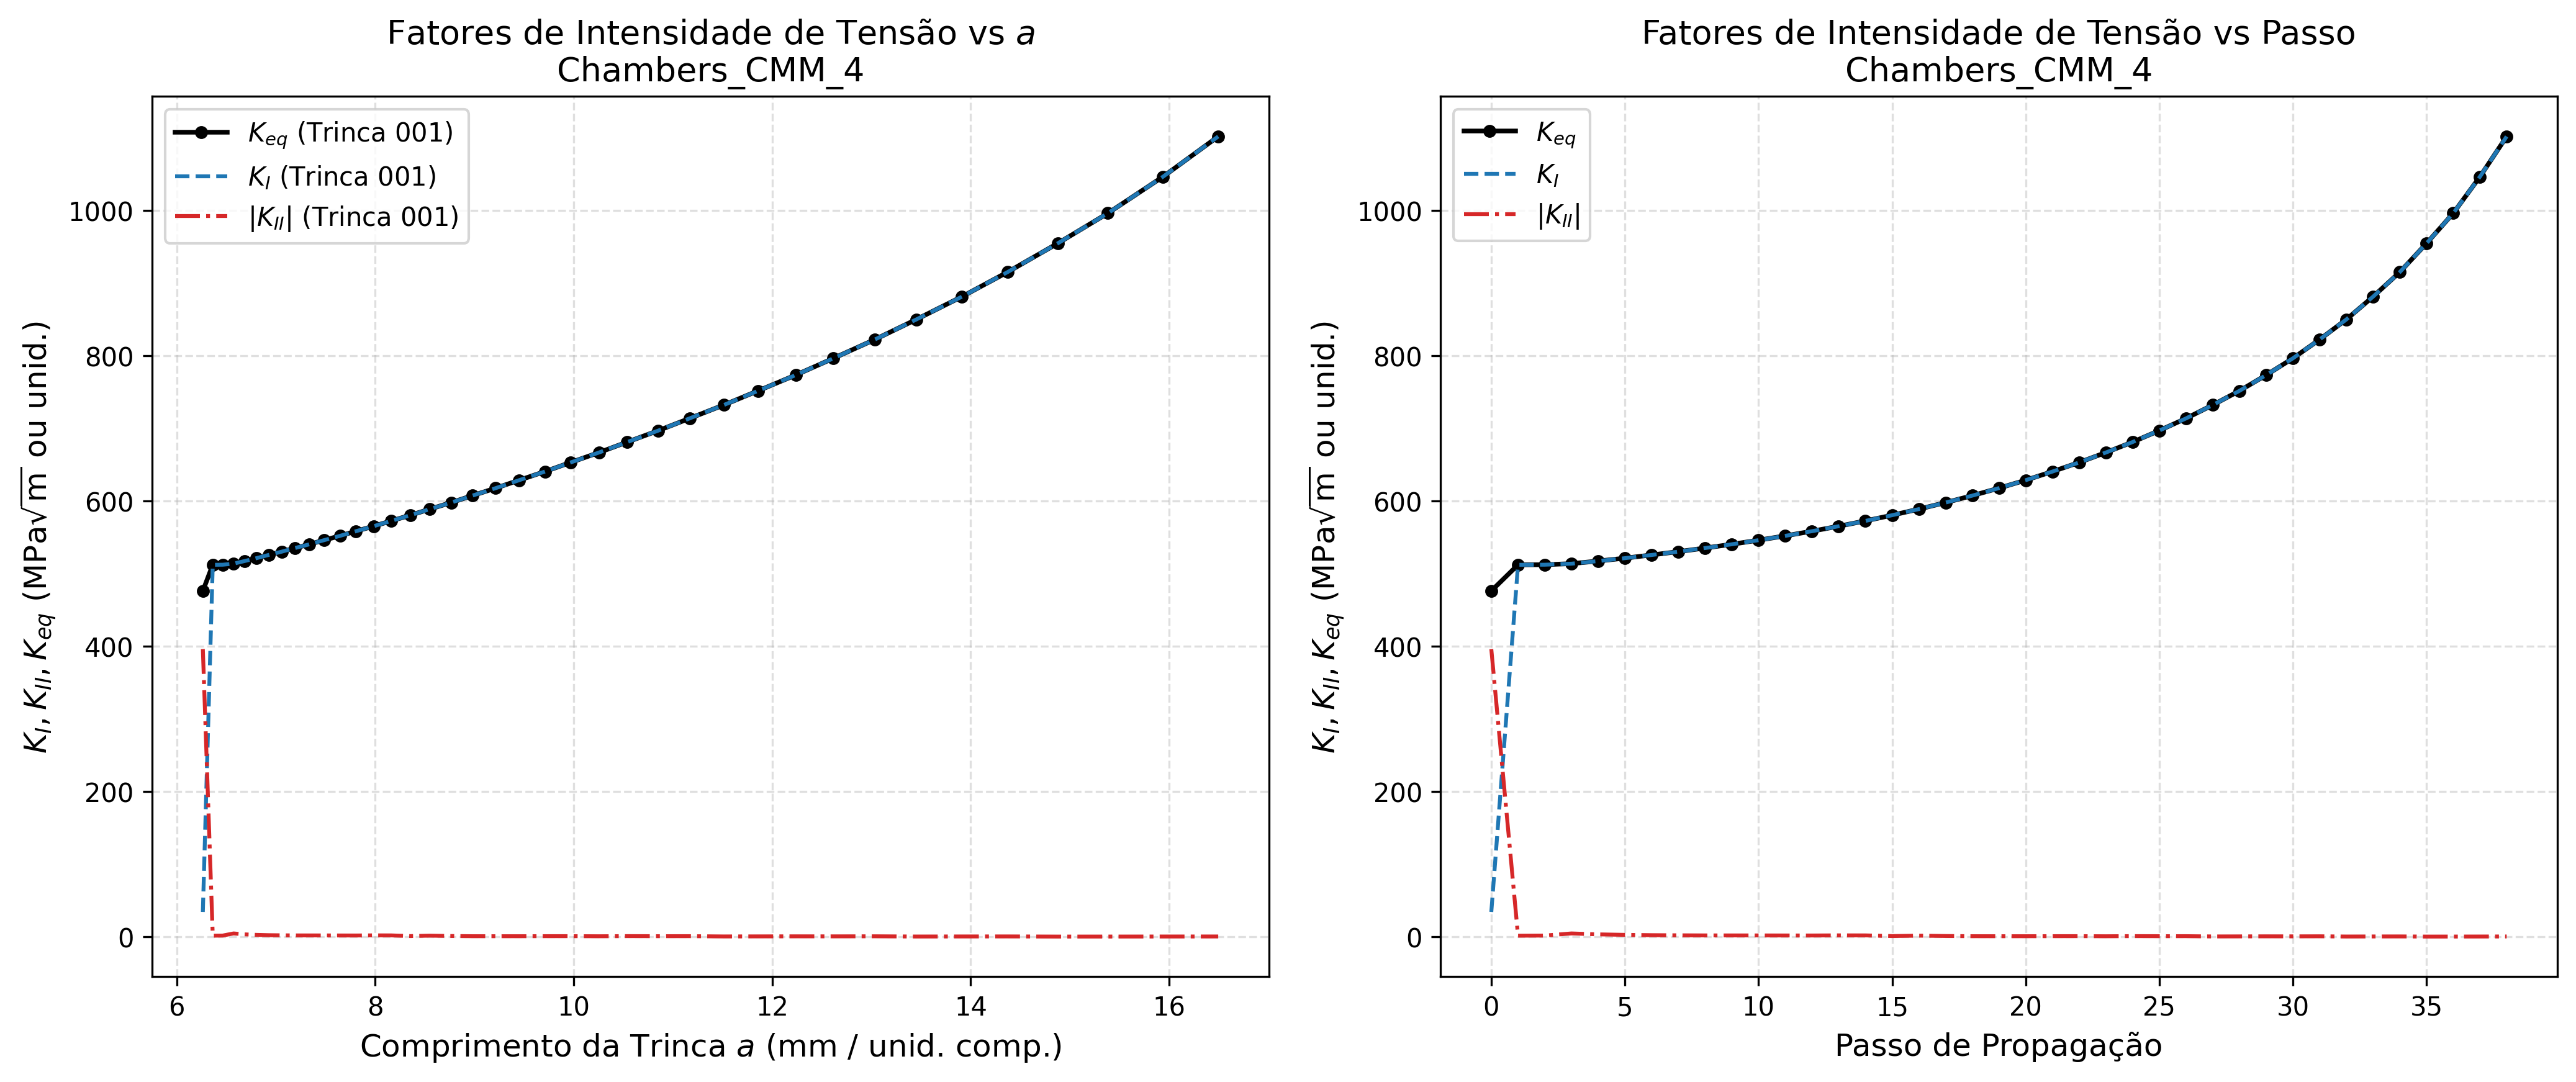 Fatores de Intensidade de Tensão vs a
Chambers_CMM_4
K_eq (Trinca 001)
K_I (Trinca 001)
|K_II| (Trinca 001)
K_I, K_II, K_eq (MPa√m ou unid.)
1000
800
600
400
200
0
6 8 10 12 14 16
Comprimento da Trinca a (mm / unid. comp.)
Fatores de Intensidade de Tensão vs Passo
Chambers_CMM_4
K_eq
K_I
|K_II|
K_I, K_II, K_eq (MPa√m ou unid.)
1000
800
600
400
200
0
0 5 10 15 20 25 30 35
Passo de Propagação